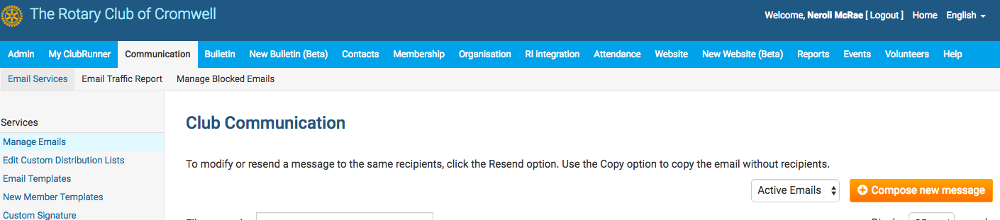 The Rotary Club of Cromwell
Welcome, Neroli McRae [ Logout ] Home English
Admin My ClubRunner Communication Bulletin New Bulletin (Beta) Contacts Membership Organisation RI integration Attendance Website New Website (Beta) Reports Events Volunteers Help
Email Services Email Traffic Report Manage Blocked Emails
Services
Manage Emails
Edit Custom Distribution Lists
Email Templates
New Member Templates
Custom Signature
Club Communication
To modify or resend a message to the same recipients, click the Resend option. Use the Copy option to copy the email without recipients.
Active Emails Compose new message